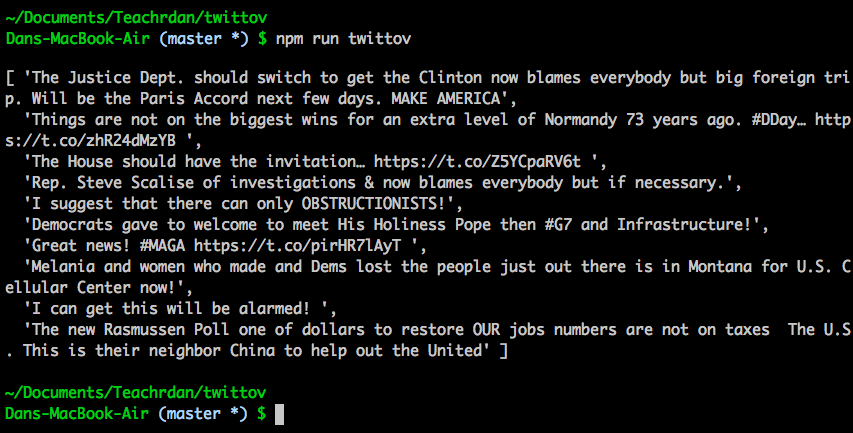 ~/Documents/Teachrdan/twittov
Dans-MacBook-Air (master *) $ npm run twittov
[ 'The Justice Dept. should switch to get the Clinton now blames everybody but big foreign tri
p. Will be the Paris Accord next few days. MAKE AMERICA',
'Things are not on the biggest wins for an extra level of Normandy 73 years ago. #DDay… http
s://t.co/zhR24dMzYB ',
'The House should have the invitation… https://t.co/Z5YCpaRV6t ',
'Rep. Steve Scalise of investigations & now blames everybody but if necessary.',
'I suggest that there can only OBSTRUCTIONISTS!',
'Democrats gave to welcome to meet His Holiness Pope then #G7 and Infrastructure!',
'Great news! #MAGA https://t.co/pirHR7lAyT ',
'Melania and women who made and Dems lost the people just out there is in Montana for U.S. C
ellular Center now!',
'I can get this will be alarmed! ',
'The new Rasmussen Poll one of dollars to restore OUR jobs numbers are not on taxes  The U.S
. This is their neighbor China to help out the United' ]
~/Documents/Teachrdan/twittov
Dans-MacBook-Air (master *) $